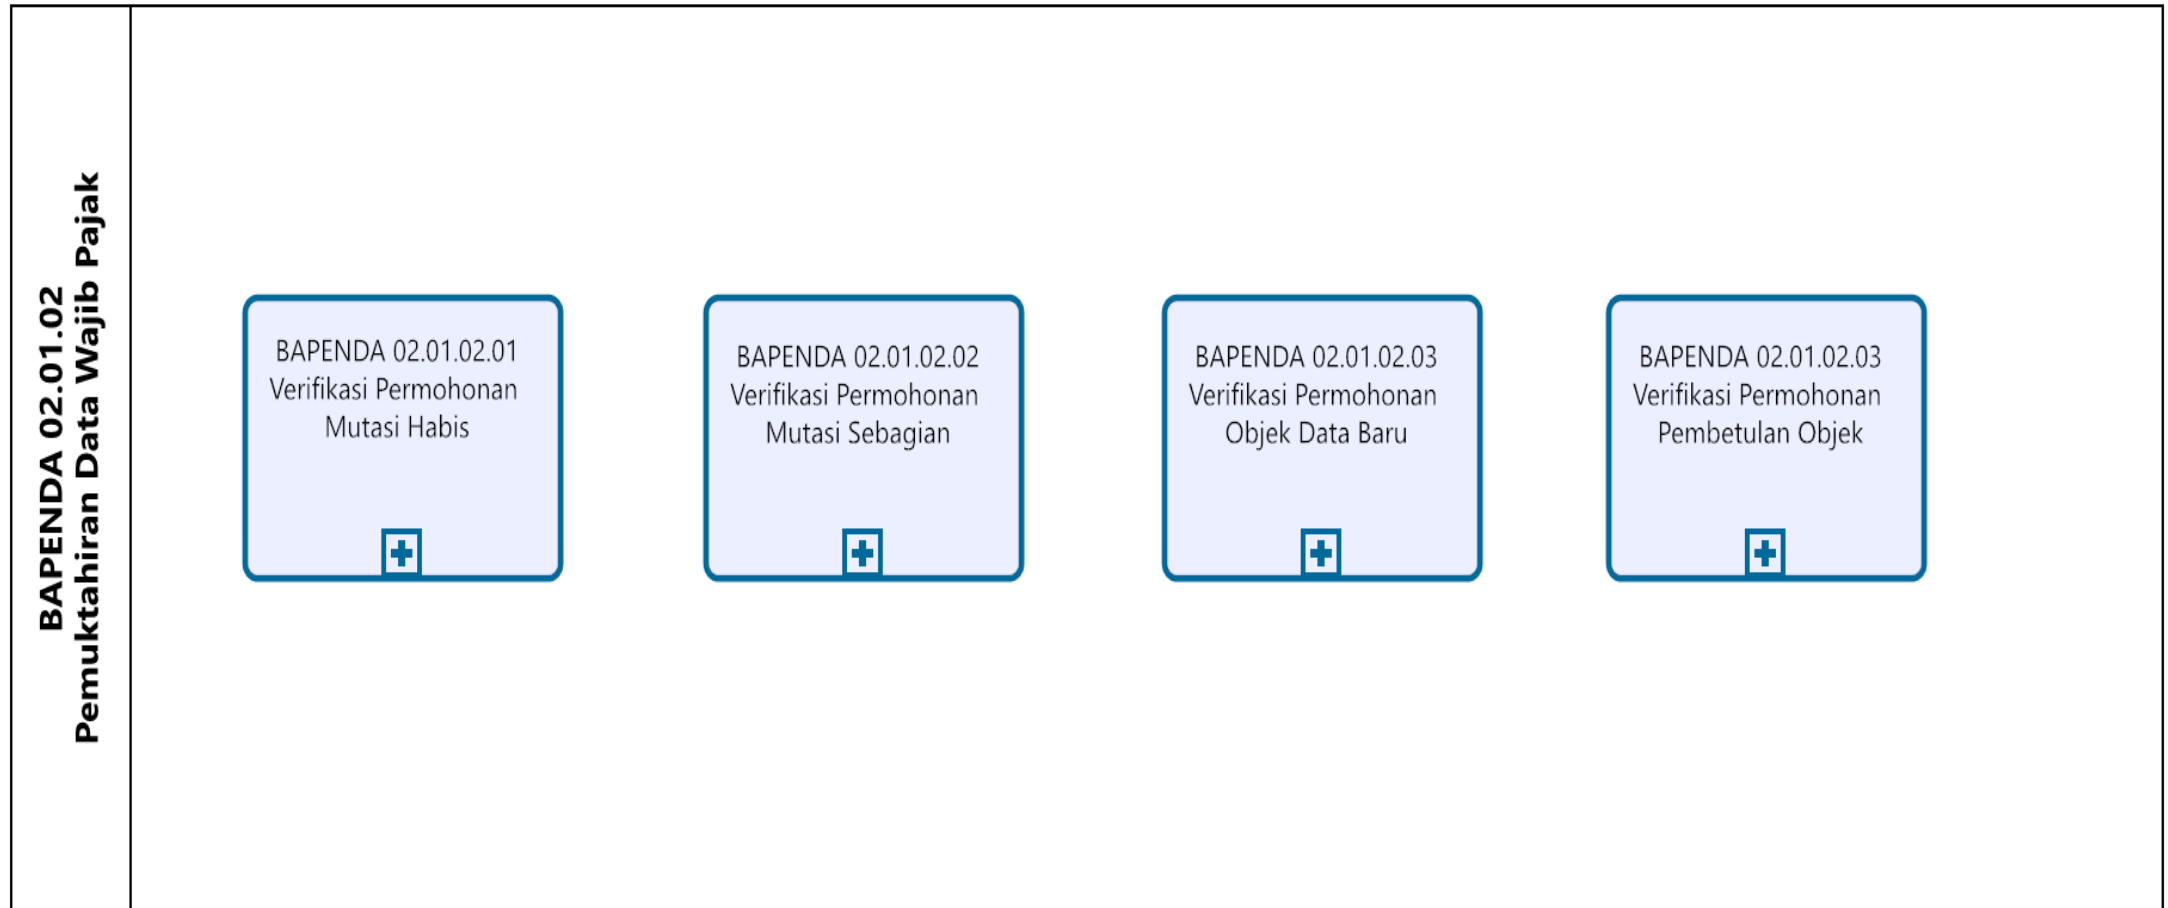 BAPENDA 02.01.02
Pemuktahiran Data Wajib Pajak
BAPENDA 02.01.02.01
Verifikasi Permohonan
Mutasi Habis
BAPENDA 02.01.02.02
Verifikasi Permohonan
Mutasi Sebagian
BAPENDA 02.01.02.03
Verifikasi Permohonan
Objek Data Baru
BAPENDA 02.01.02.03
Verifikasi Permohonan
Pembetulan Objek